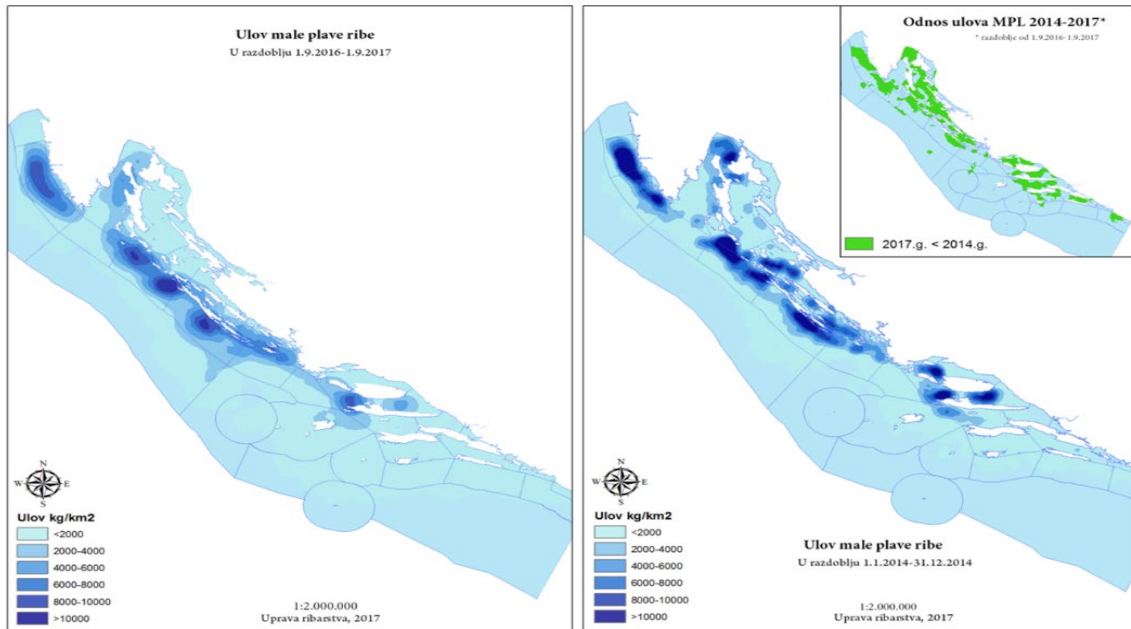 Ulov male plave ribe
U razdoblju 1.9.2016-1.9.2017
N
W E
S
Ulov kg/km2
<2000
2000-4000
4000-6000
6000-8000
8000-10000
>10000
1:2.000.000
Uprava ribarstva, 2017
Odnos ulova MPL 2014-2017*
* razdoblje od 1.9.2016-1.9.2017
2017.g. < 2014.g.
N
W E
S
Ulov kg/km2
<2000
2000-4000
4000-6000
6000-8000
8000-10000
>10000
Ulov male plave ribe
U razdoblju 1.1.2014-31.12.2014
1:2.000.000
Uprava ribarstva, 2017